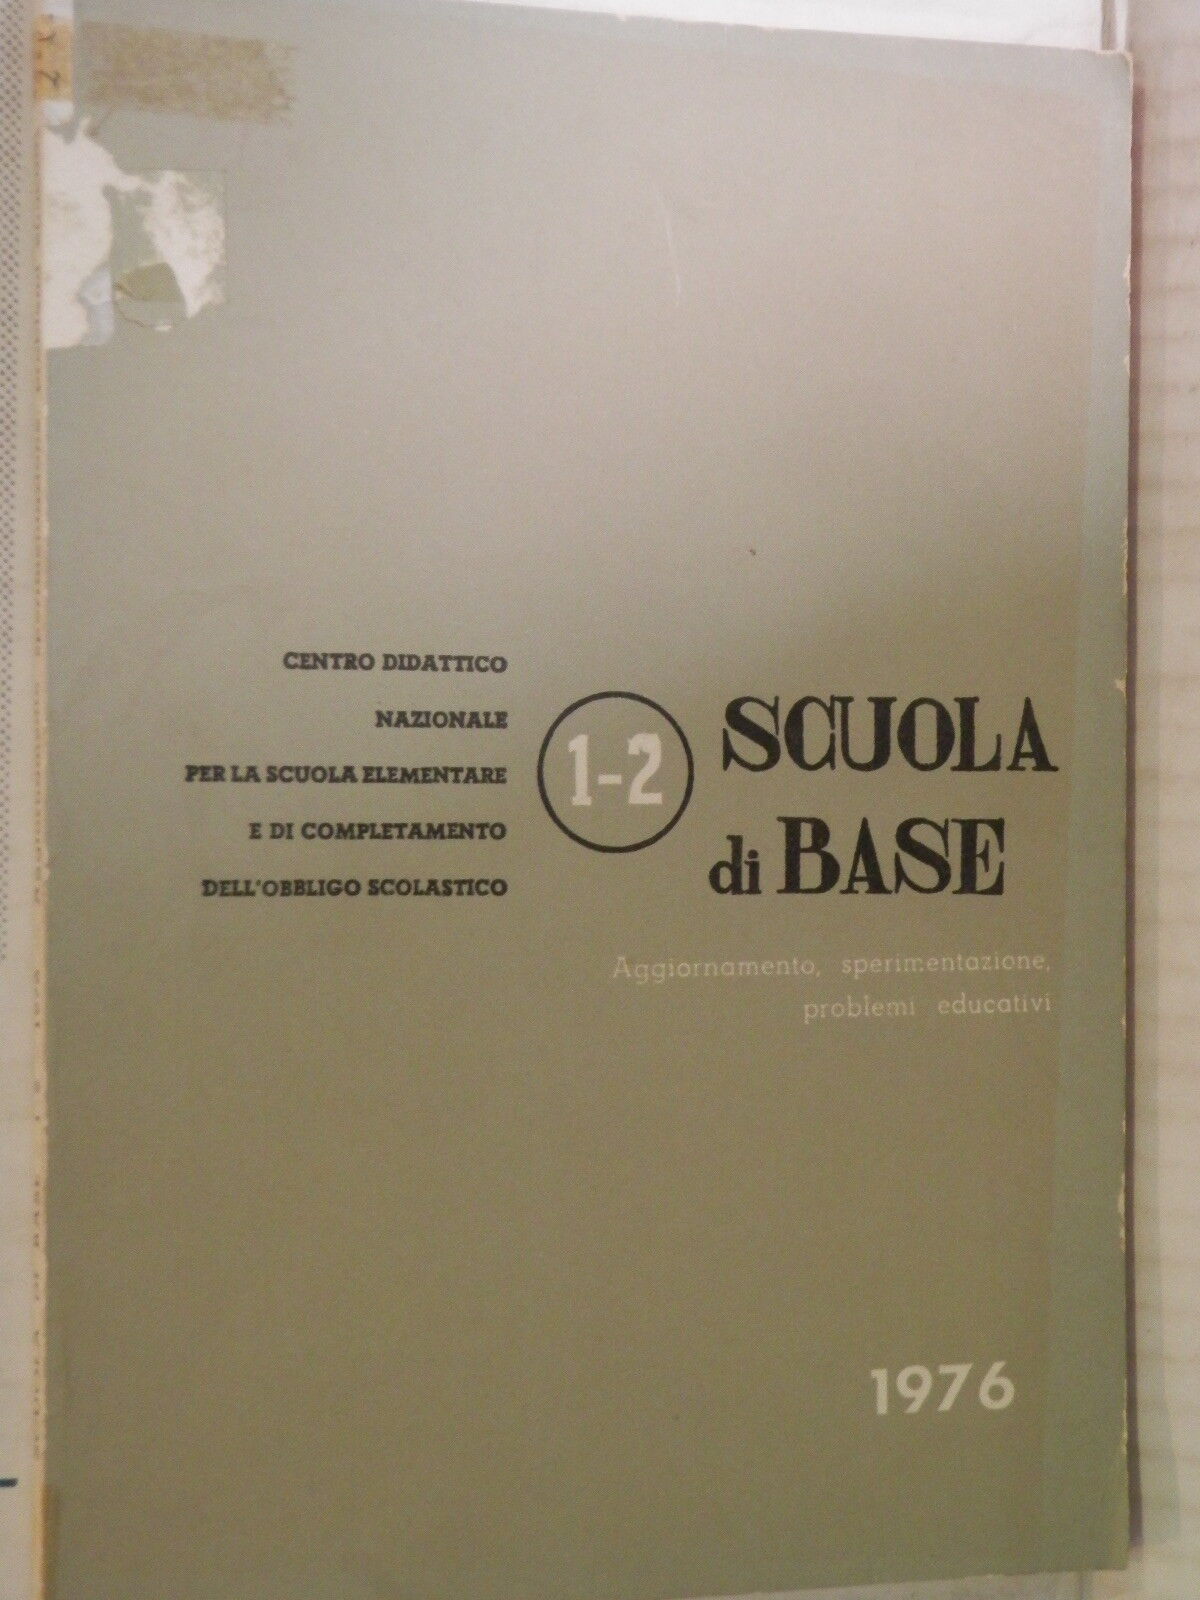 CENTRO DIDATTICO
NAZIONALE
PER LA SCUOLA ELEMENTARE
E DI COMPLETAMENTO
DELL'OBBLIGO SCOLASTICO
1-2
SCUOLA
di BASE
Aggiornamento, sperimentazione,
problemi educativi
1976